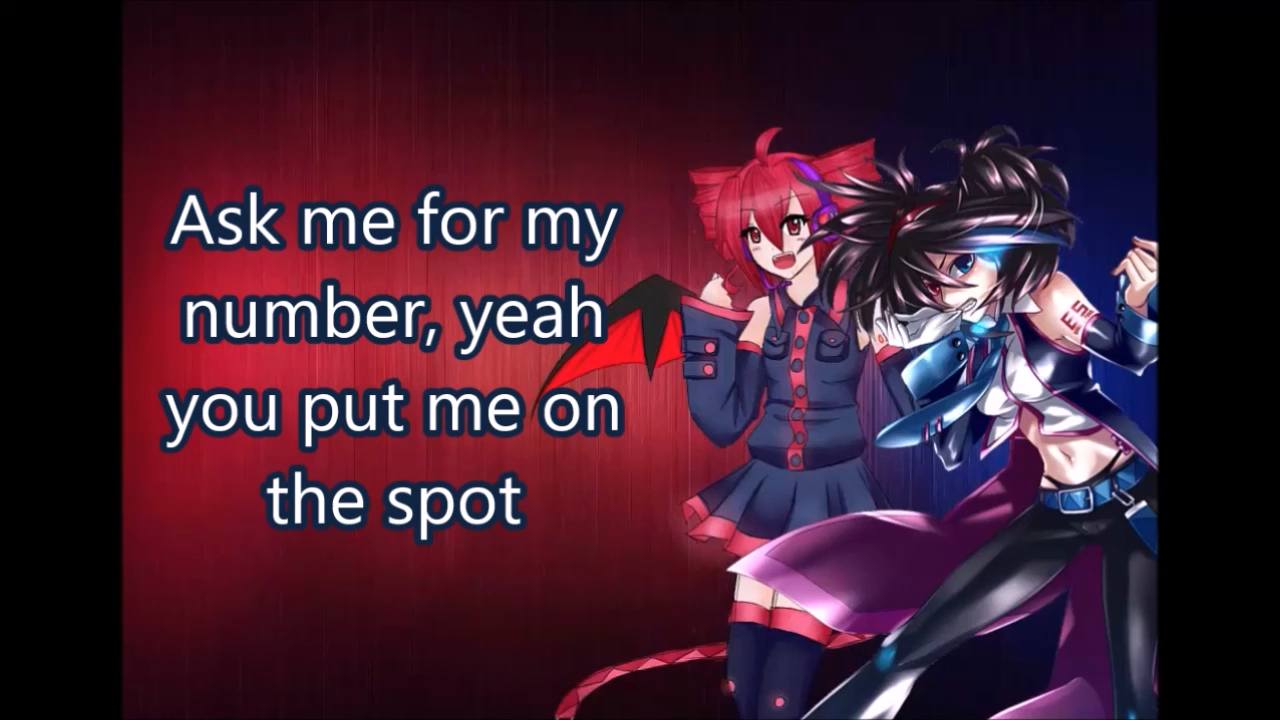 Ask me for my
number, yeah
you put me on
the spot